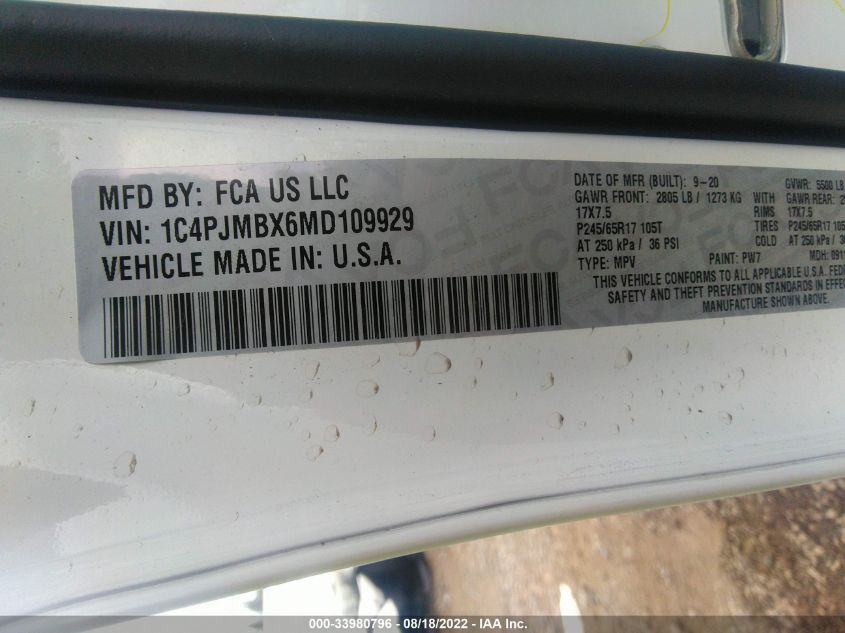 MFD BY: FCA US LLC
VIN: 1C4PJMBX6MD109929
VEHICLE MADE IN: U.S.A.
DATE OF MFR (BUILT): 9-20 GVWR: 5500 LB
GAWR FRONT: 2805 LB / 1273 KG WITH GAWR REAR:
17X7.5 RIMS 17X7.5
P245/65R17 105T TIRES P245/65R17
AT 250 kPa / 36 PSI COLD AT 250 kPa /
TYPE: MPV PAINT: PW7 MDH:
THIS VEHICLE CONFORMS TO ALL APPLICABLE U.S.A.
SAFETY AND THEFT PREVENTION STANDARDS IN
MANUFACTURE SHOWN ABOVE.
000-33980796 - 08/18/2022 - IAA Inc.